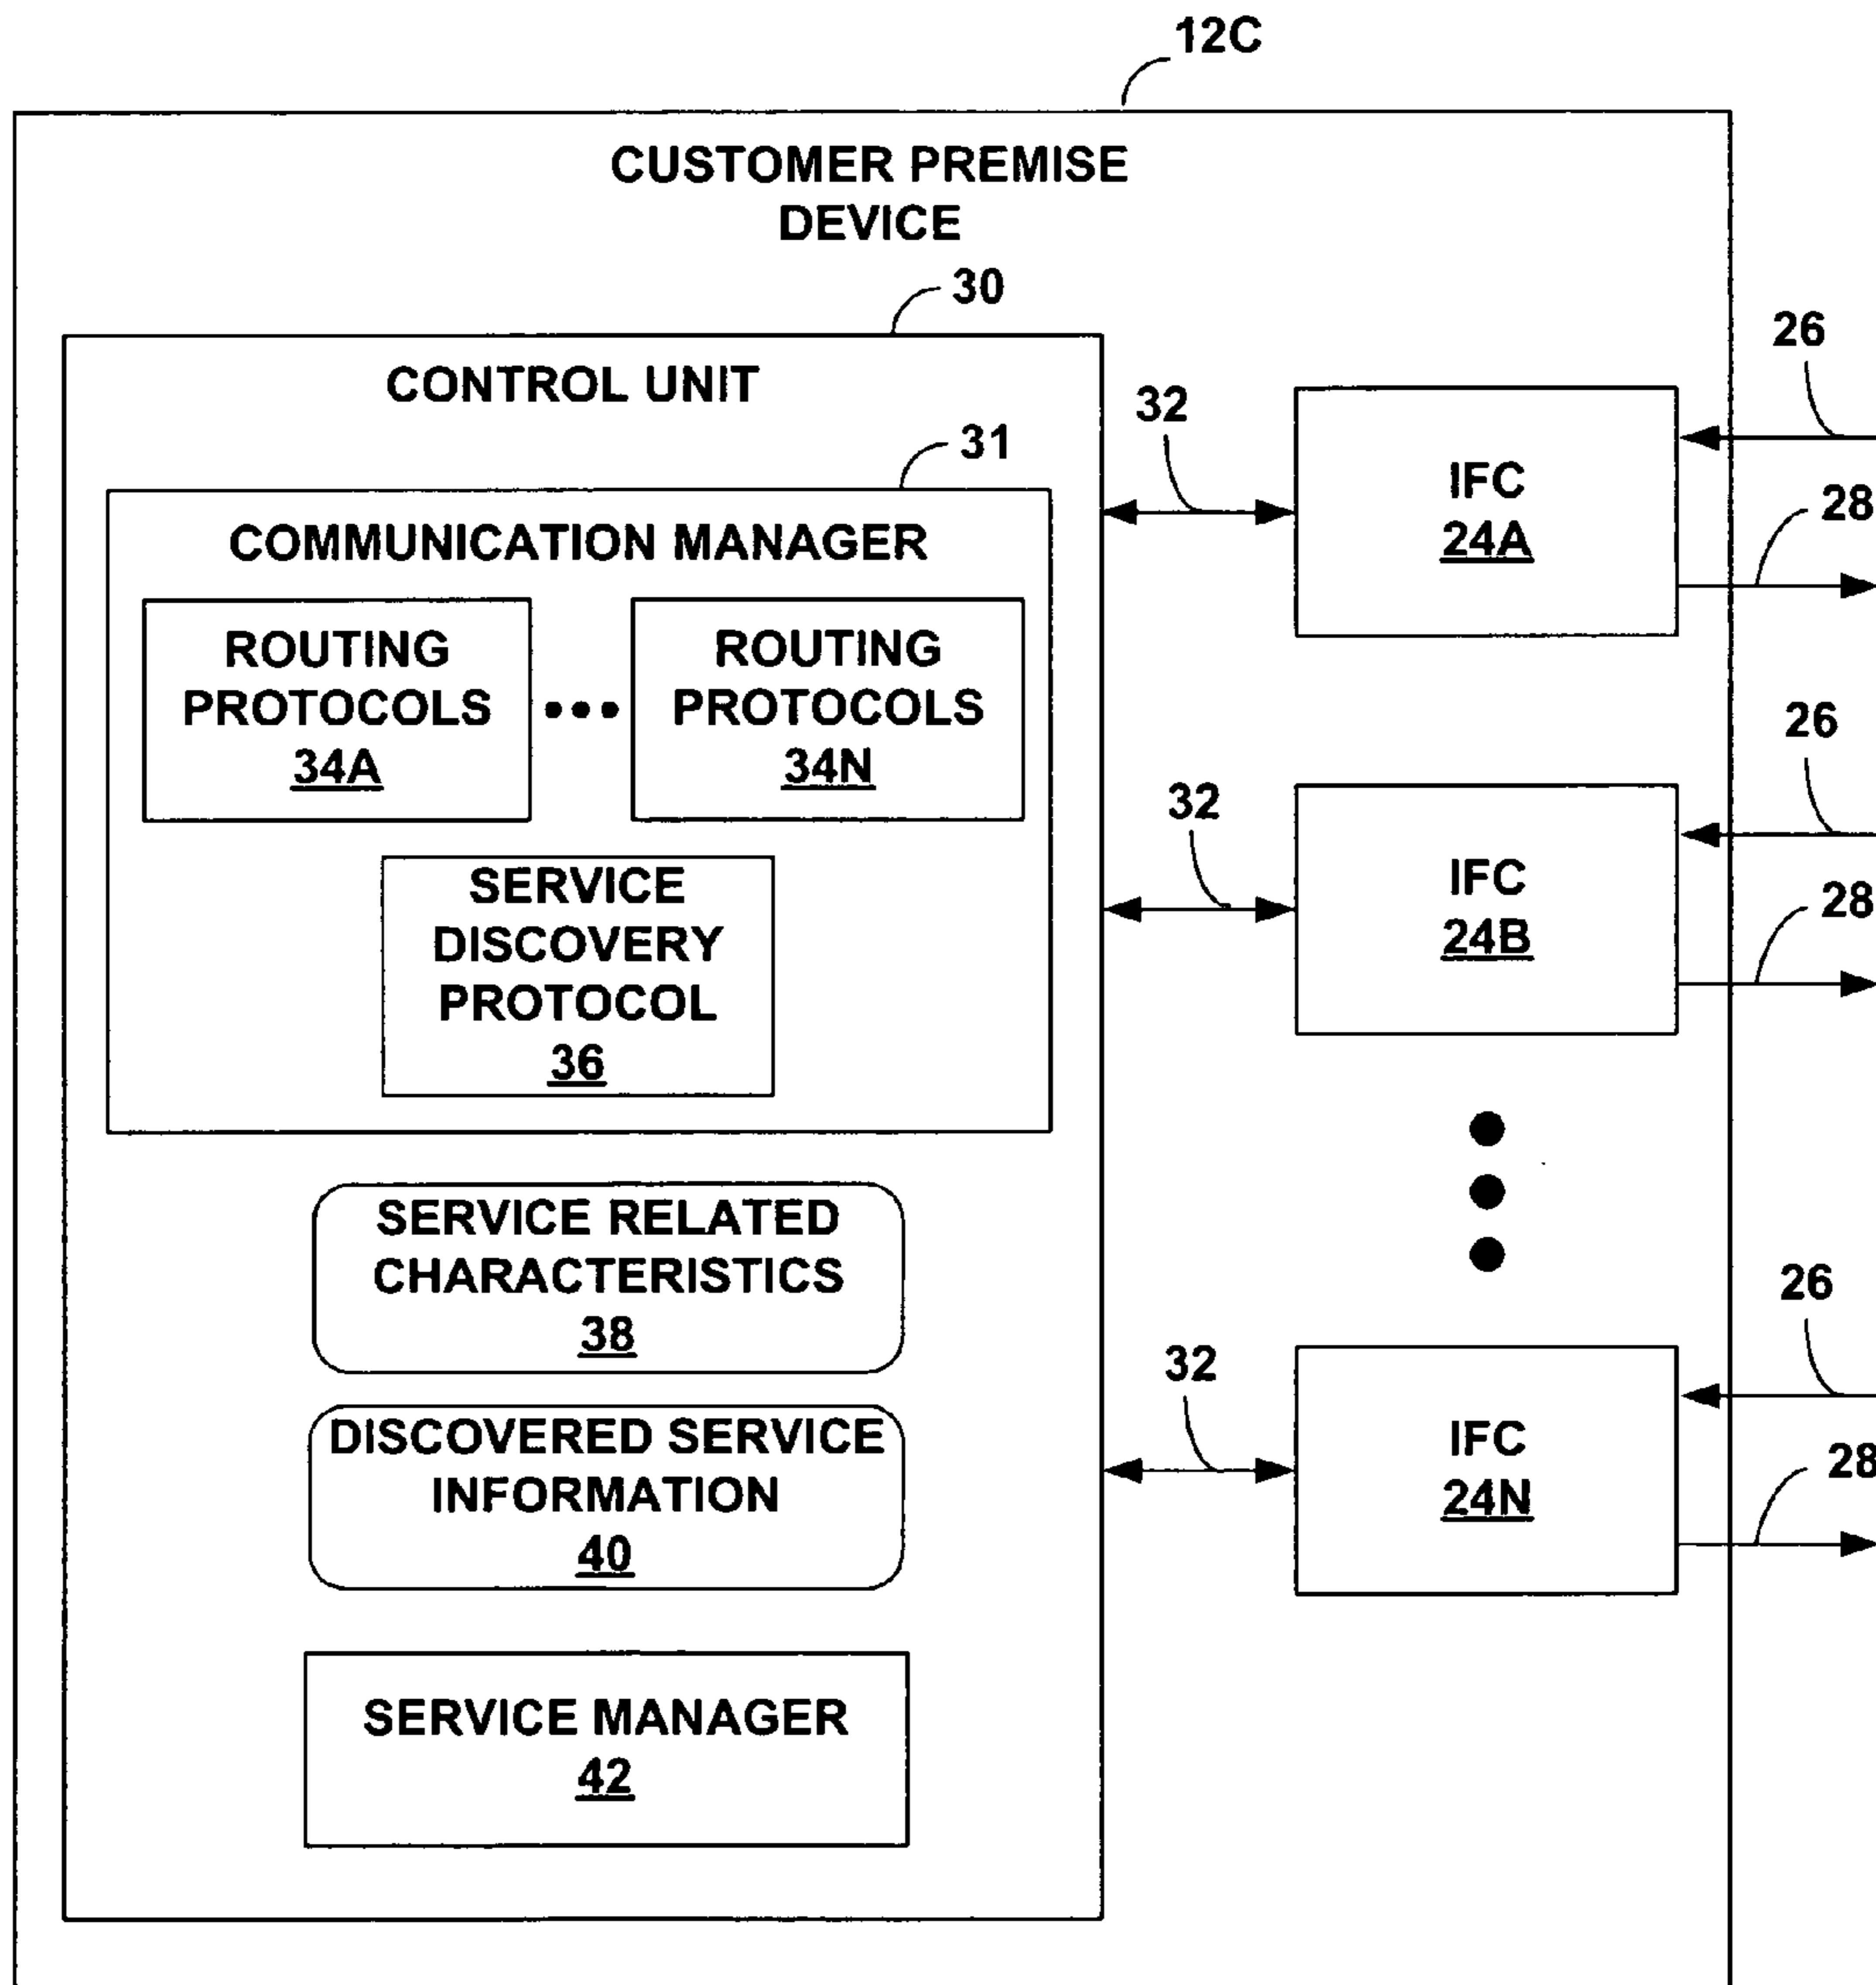 12C
CUSTOMER PREMISE
DEVICE
30
CONTROL UNIT
31
COMMUNICATION MANAGER
ROUTING
PROTOCOLS
34A
ROUTING
PROTOCOLS
34N
SERVICE
DISCOVERY
PROTOCOL
36
SERVICE RELATED
CHARACTERISTICS
38
DISCOVERED SERVICE
INFORMATION
40
SERVICE MANAGER
42
32
IFC
24A
26
28
32
IFC
24B
26
28
32
IFC
24N
26
28